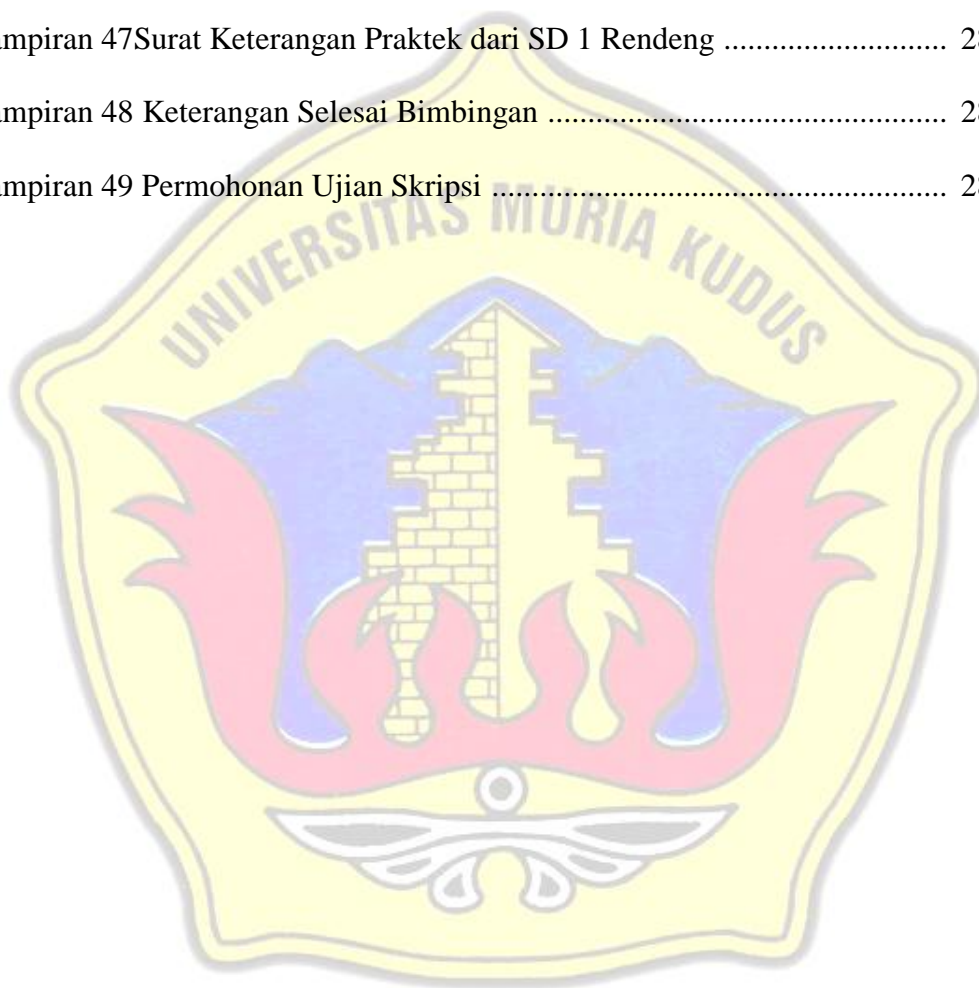 ampiran 47Surat Keterangan Praktek dari SD 1 Rendeng ........................... 2
ampiran 48 Keterangan Selesai Bimbingan ................................................. 2
ampiran 49 Permohonan Ujian Skripsi ........................................................ 2
UNIVERSITAS MURIA KUDUS